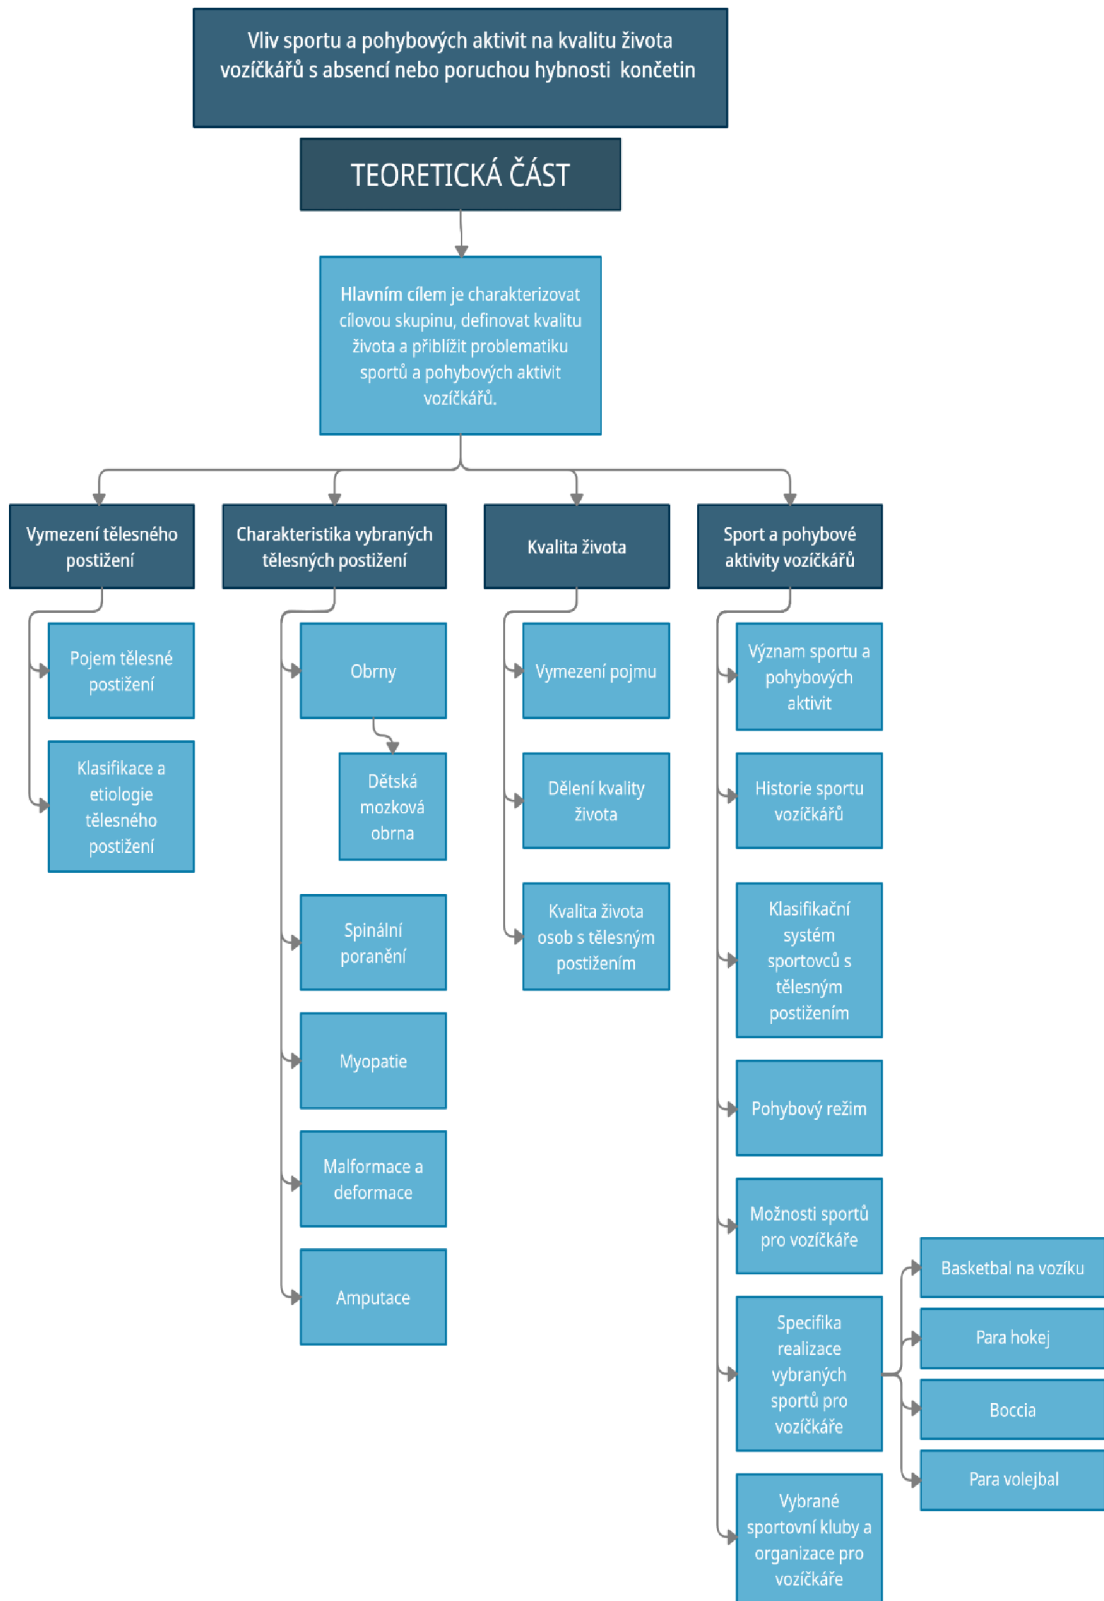 Vliv sportu a pohybových aktivit na kvalitu života
vozíčkářů s absencí nebo poruchou hybnosti končetin
TEORETICKÁ ČÁST
Hlavním cílem je charakterizovat
cílovou skupinu, definovat kvalitu
života a přiblížit problematiku
sportů a pohybových aktivit
vozíčkářů.
Vymezení tělesného
postižení
Pojem tělesné
postižení
Klasifikace a
etiologie
tělesného
postižení
Charakteristika vybraných
tělesných postižení
Obrny
Dětská
mozková
obrna
Spinální
poranění
Myopatie
Malformace a
deformace
Amputace
Kvalita života
Vymezení pojmu
Dělení kvality
života
Kvalita života
osob s tělesným
postižením
Sport a pohybové
aktivity vozíčkářů
Význam sportu a
pohybových
aktivit
Historie sportu
vozíčkářů
Klasifikační
systém
sportovců s
tělesným
postižením
Pohybový režim
Možnosti sportů
pro vozíčkáře
Specifika
realizace
vybraných
sportů pro
vozíčkáře
Basketbal na vozíku
Para hokej
Boccia
Para volejbal
Vybrané
sportovní kluby a
organizace pro
vozíčkáře